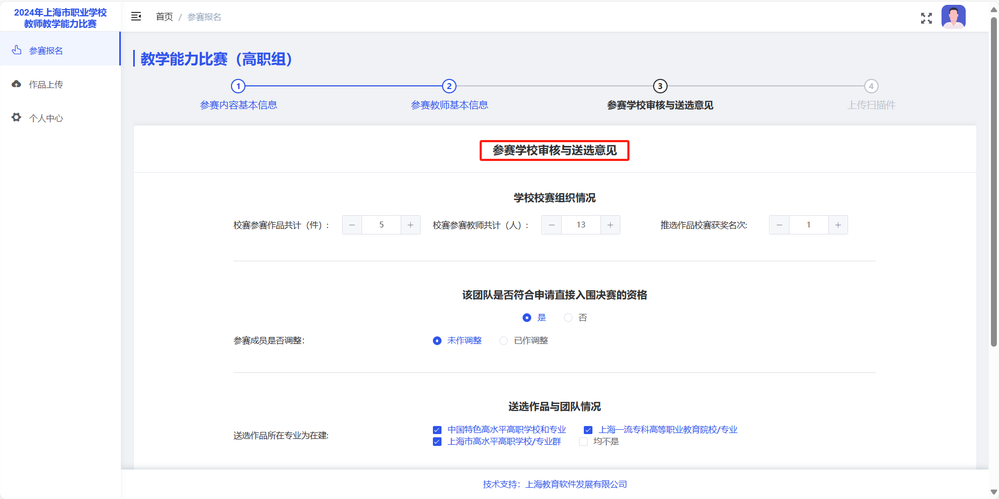 2024年上海市职业学校
教师教学能力比赛
首页 / 参赛报名
参赛报名
作品上传
个人中心
教学能力比赛（高职组）
1 2 3 4
参赛内容基本信息 参赛教师基本信息 参赛学校审核与送选意见 上传扫描件
参赛学校审核与送选意见
学校校赛组织情况
校赛参赛作品共计（件）: － 5 + 校赛参赛教师共计（人）: － 13 + 推选作品校赛获奖名次: － 1 +
该团队是否符合申请直接入围决赛的资格
是 否
参赛成员是否调整: 未作调整 已作调整
送选作品与团队情况
送选作品所在专业为在建: 中国特色高水平高职学校和专业 上海一流专科高等职业教育院校/专业
上海市高水平高职学校/专业群 均不是
技术支持：上海教育软件发展有限公司